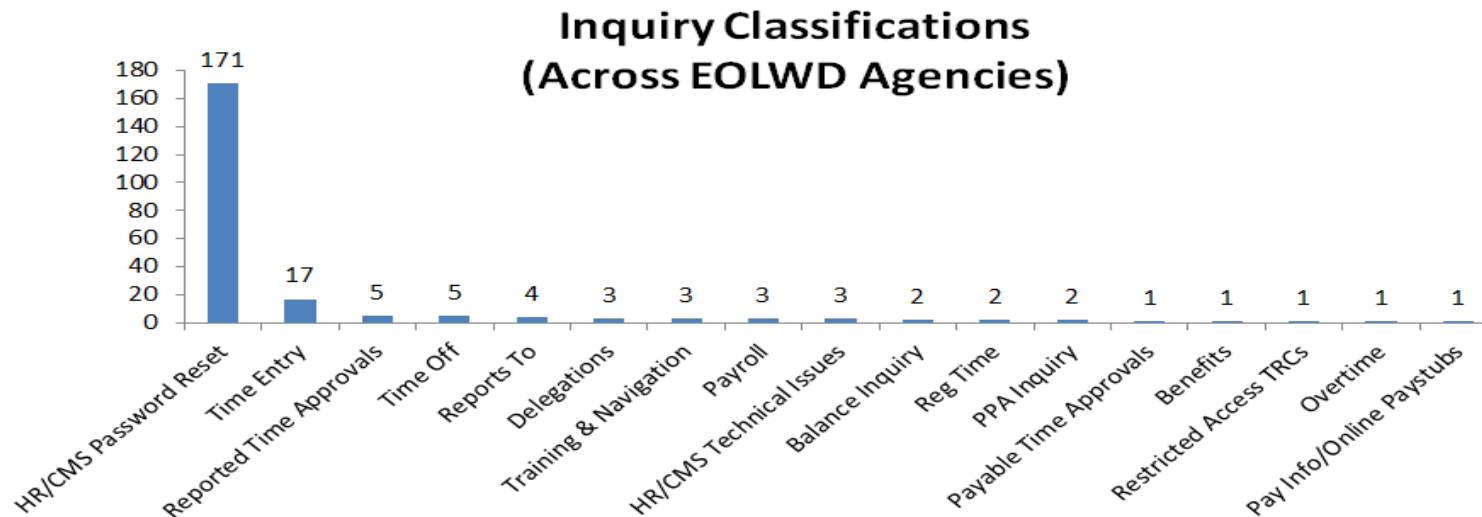 Inquiry Classifications
(Across EOLWD Agencies)
180
160
140
120
100
80
60
40
20
0
171
17
5
5
4
3
3
3
3
2
2
2
1
1
1
1
1
HR/CMS Password Reset
Time Entry
Reported Time Approvals
Time Off
Reports To
Delegations
Training & Navigation
Payroll
HR/CMS Technical Issues
Balance Inquiry
Reg Time
PPA Inquiry
Payable Time Approvals
Benefits
Restricted Access TRCs
Overtime
Pay Info/Online Paystubs